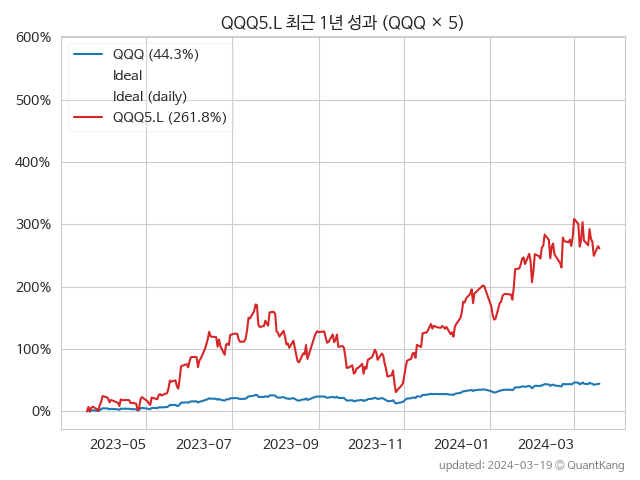 QQQ5.L 최근 1년 성과 (QQQ × 5)
600%
500%
400%
300%
200%
100%
0%
QQQ (44.3%)
Ideal
Ideal (daily)
QQQ5.L (261.8%)
2023-05
2023-07
2023-09
2023-11
2024-01
2024-03
updated: 2024-03-19 © QuantKang